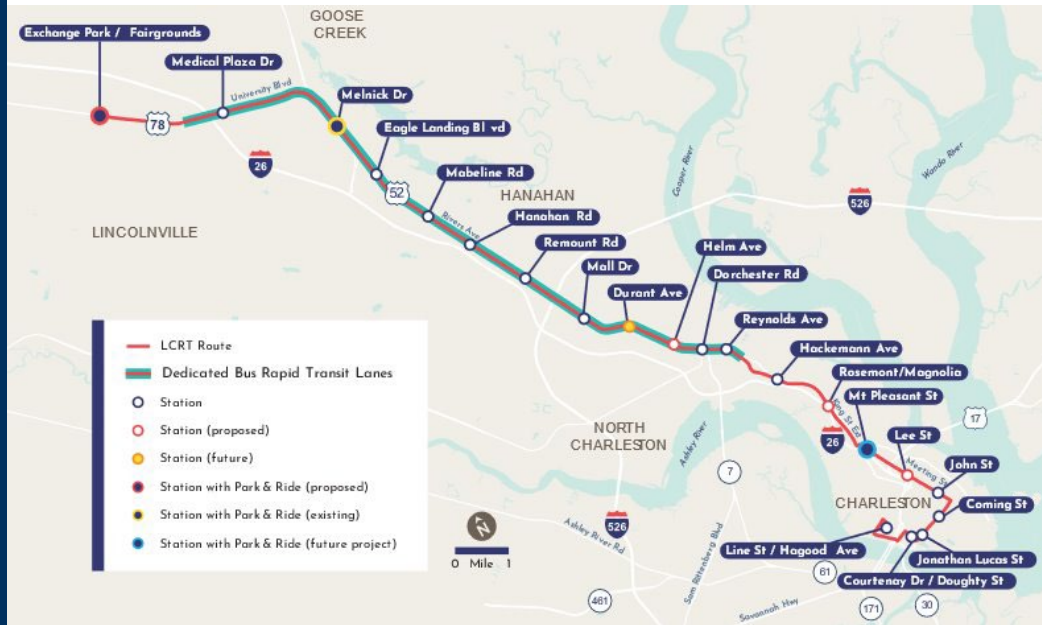 GOOSE
CREEK
Exchange Park / Fairgrounds
Medical Plaza Dr
University Blvd
Melnick Dr
78
Eagle Landing Bl vd
26
52
Mabeline Rd
HANAHAN
Cooper River
Wando River
526
Rivers Ave
Hanahan Rd
LINCOLNVILLE
Remount Rd
Helm Ave
Mall Dr
Dorchester Rd
Durant Ave
Reynolds Ave
Hackemann Ave
Rosemont/Magnolia
Mt Pleasant St
King St Ext
17
26
Lee St
NORTH
CHARLESTON
Ashley River
Meeting St
John St
7
CHARLESTON
Coming St
526
Ashley River Rd
Sam Rittenberg Blvd
Line St / Hagood Ave
Jonathan Lucas St
61
Courtenay Dr / Doughty St
461
Savannah Hwy
171
30
LCRT Route
Dedicated Bus Rapid Transit Lanes
Station
Station (proposed)
Station (future)
Station with Park & Ride (proposed)
Station with Park & Ride (existing)
Station with Park & Ride (future project)
N
0 Mile 1